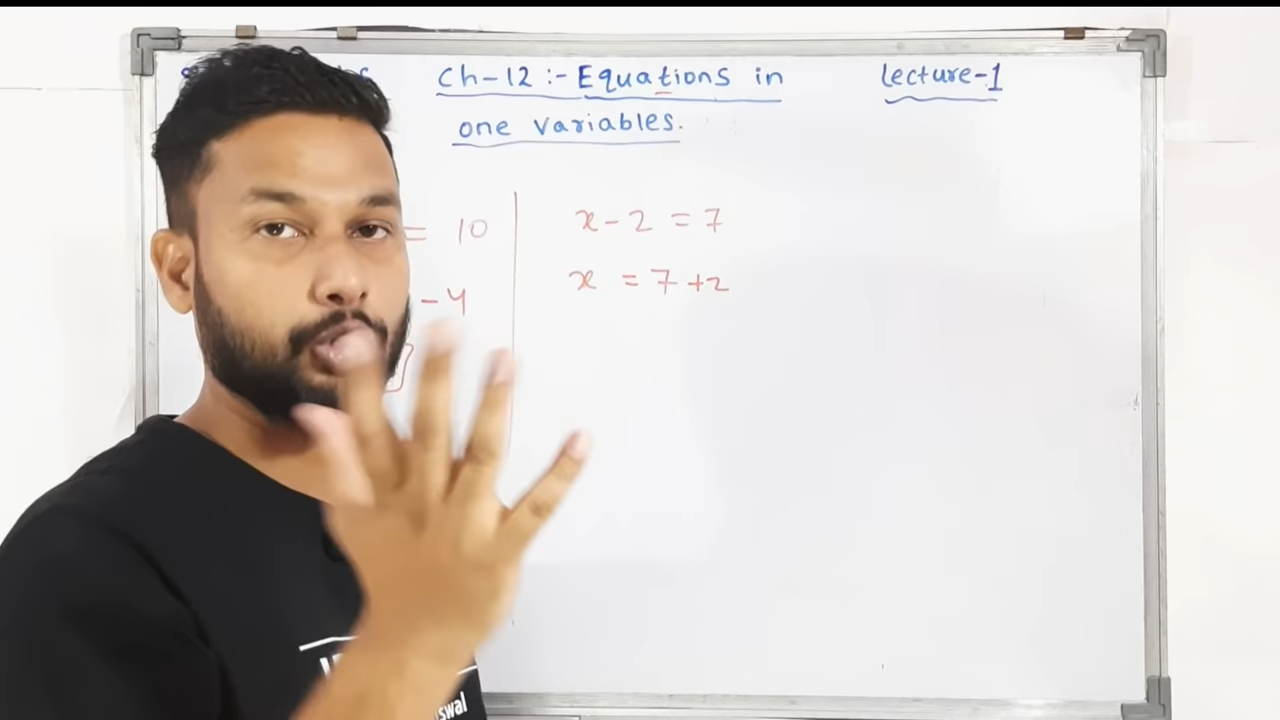 Ch-12 :- Equations in
one variables.
Lecture-1
= 10
- 4
x - 2 = 7
x = 7 + 2